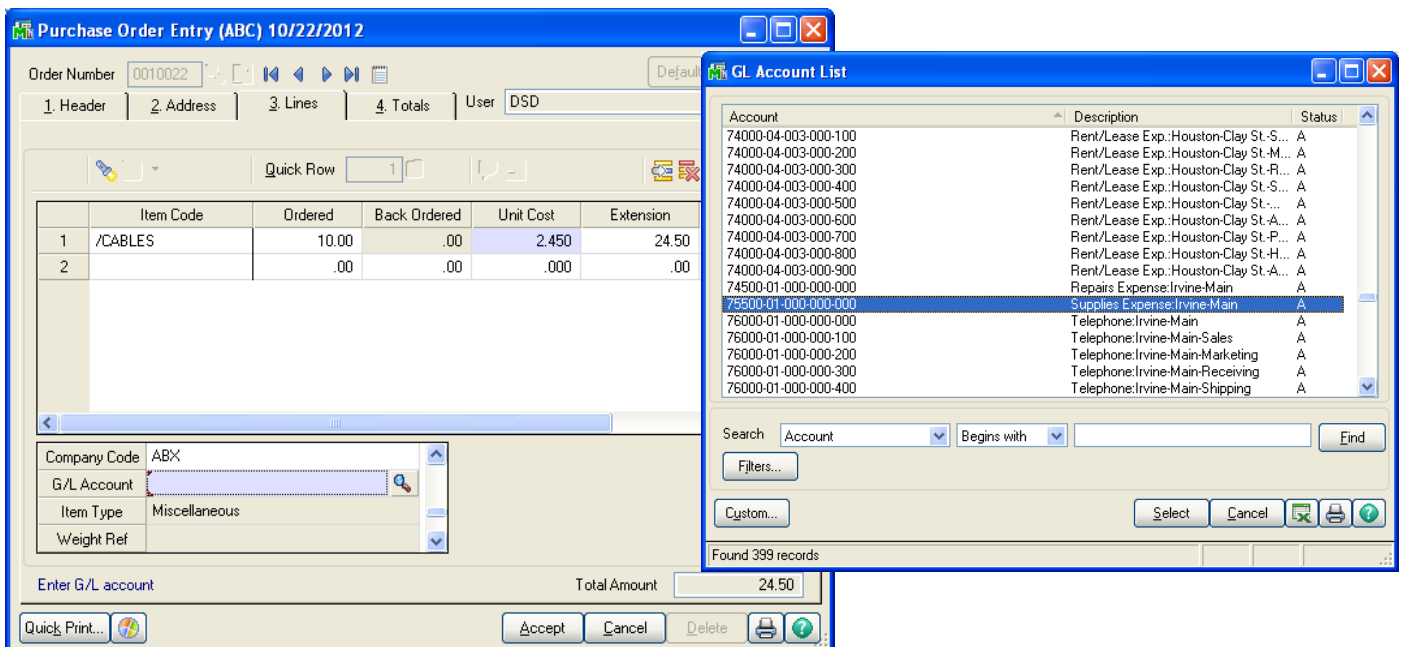 Purchase Order Entry (ABC) 10/22/2012
Order Number 0010022
Defaul
1. Header 2. Address 3. Lines 4. Totals User DSD
Quick Row 1
Item Code Ordered Back Ordered Unit Cost Extension
1 /CABLES 10.00 .00 2.450 24.50
2 .00 .00 .000 .00
Company Code ABX
G/L Account
Item Type Miscellaneous
Weight Ref
Enter G/L account Total Amount 24.50
Quick Print... Accept Cancel Delete
GL Account List
Account Description Status
74000-04-003-000-100 Rent/Lease Exp.:Houston-Clay St.-S... A
74000-04-003-000-200 Rent/Lease Exp.:Houston-Clay St.-M... A
74000-04-003-000-300 Rent/Lease Exp.:Houston-Clay St.-R... A
74000-04-003-000-400 Rent/Lease Exp.:Houston-Clay St.-S... A
74000-04-003-000-500 Rent/Lease Exp.:Houston-Clay St.-... A
74000-04-003-000-600 Rent/Lease Exp.:Houston-Clay St.-A... A
74000-04-003-000-700 Rent/Lease Exp.:Houston-Clay St.-P... A
74000-04-003-000-800 Rent/Lease Exp.:Houston-Clay St.-H... A
74000-04-003-000-900 Rent/Lease Exp.:Houston-Clay St.-A... A
74500-01-000-000-000 Repairs Expense:Irvine-Main A
75500-01-000-000-000 Supplies Expense:Irvine-Main A
76000-01-000-000-000 Telephone:Irvine-Main A
76000-01-000-000-100 Telephone:Irvine-Main-Sales A
76000-01-000-000-200 Telephone:Irvine-Main-Marketing A
76000-01-000-000-300 Telephone:Irvine-Main-Receiving A
76000-01-000-000-400 Telephone:Irvine-Main-Shipping A
Search Account Begins with Find
Filters...
Custom... Select Cancel
Found 399 records